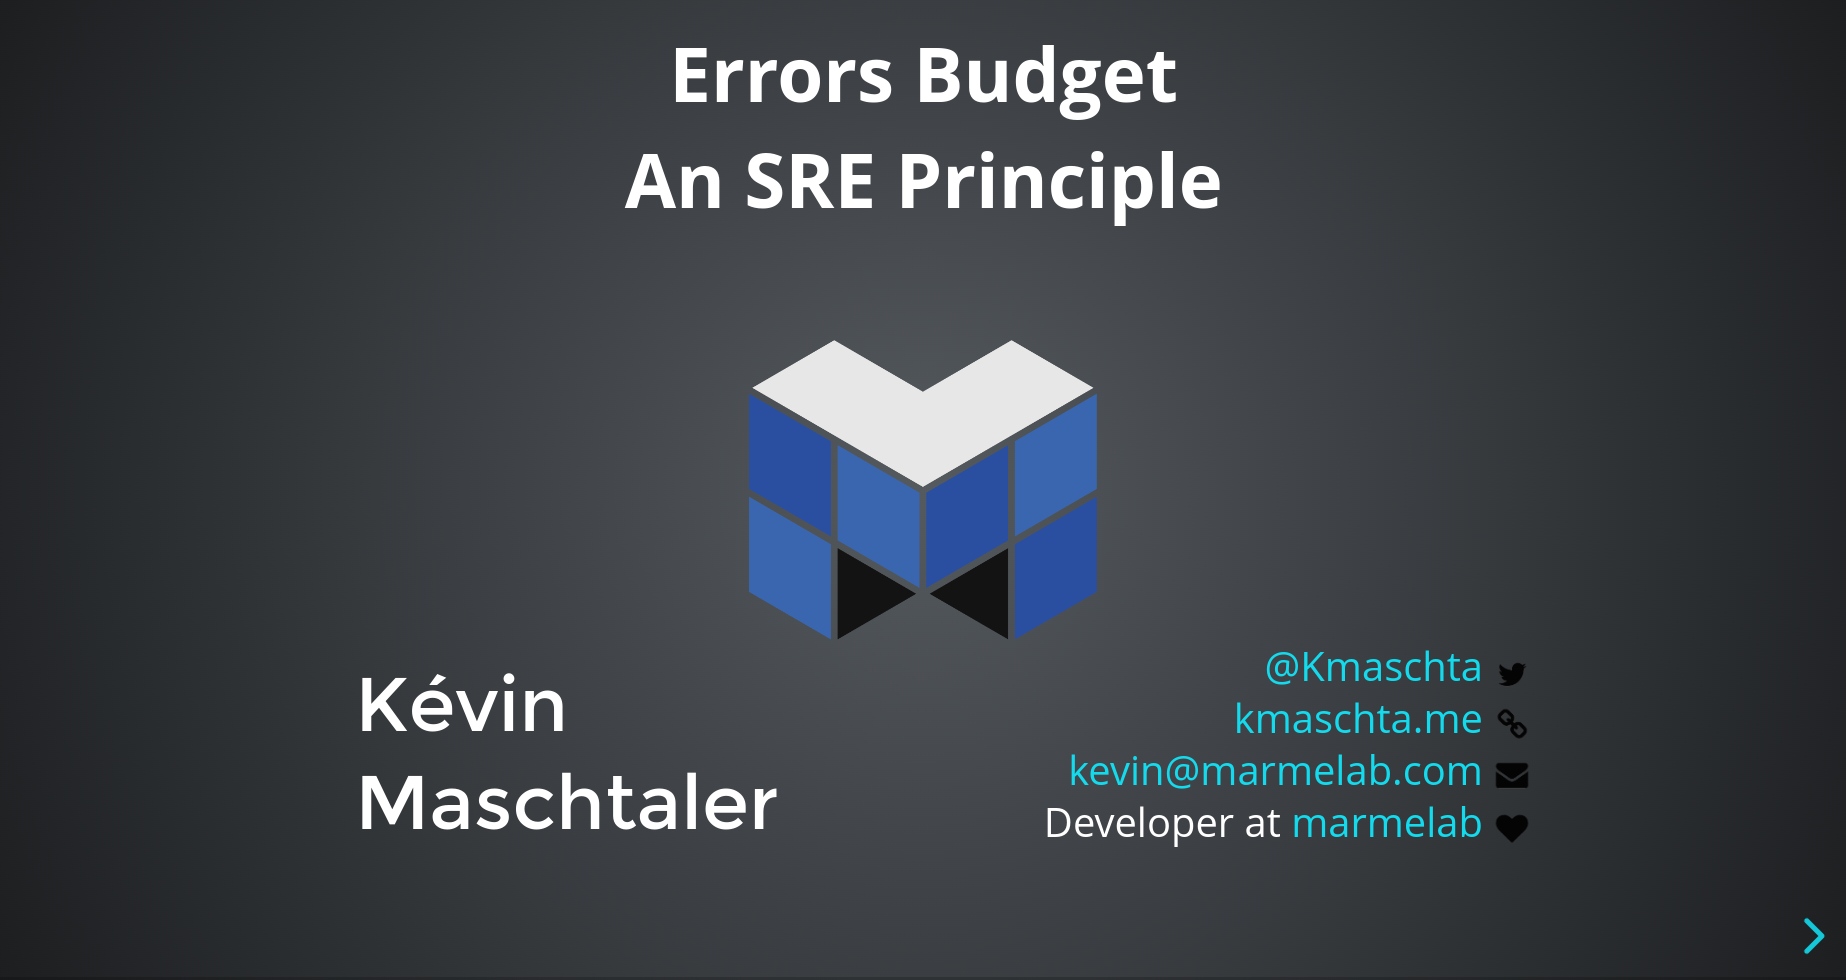 Errors Budget
An SRE Principle
Kévin
Maschtaler
@Kmaschta
kmaschta.me
kevin@marmelab.com
Developer at marmelab